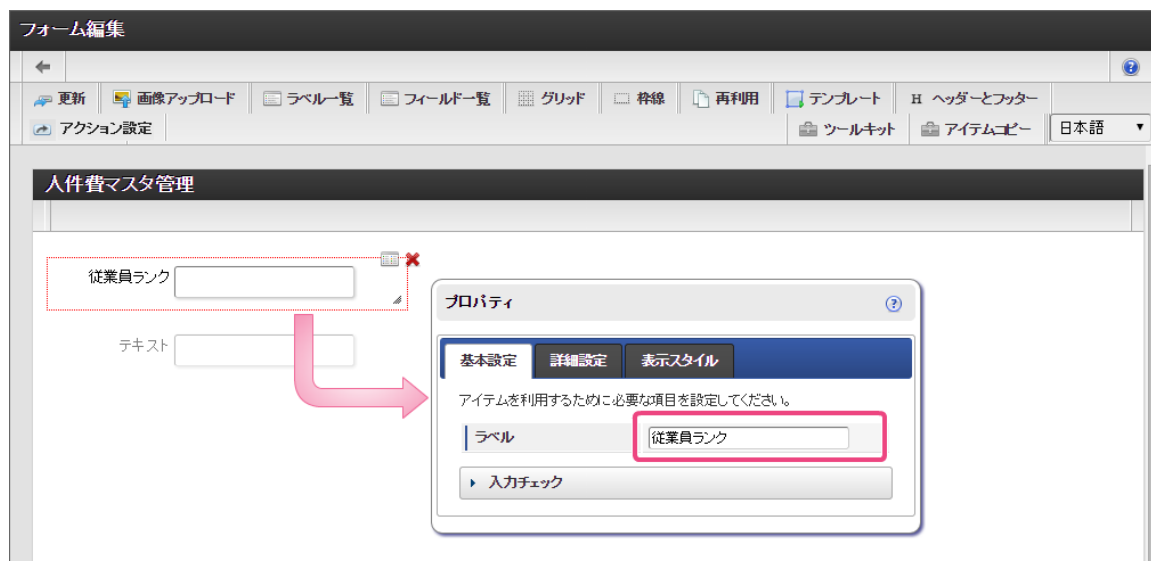 フォーム編集
更新 画像アップロード ラベル一覧 フィールド一覧 グリッド 枠線 再利用 テンプレート H ヘッダーとフッター
アクション設定 ツールキット アイテムコピー 日本語
人件費マスタ管理
従業員ランク
テキスト
プロパティ
基本設定 詳細設定 表示スタイル
アイテムを利用するために必要な項目を設定してください。
ラベル 従業員ランク
入力チェック